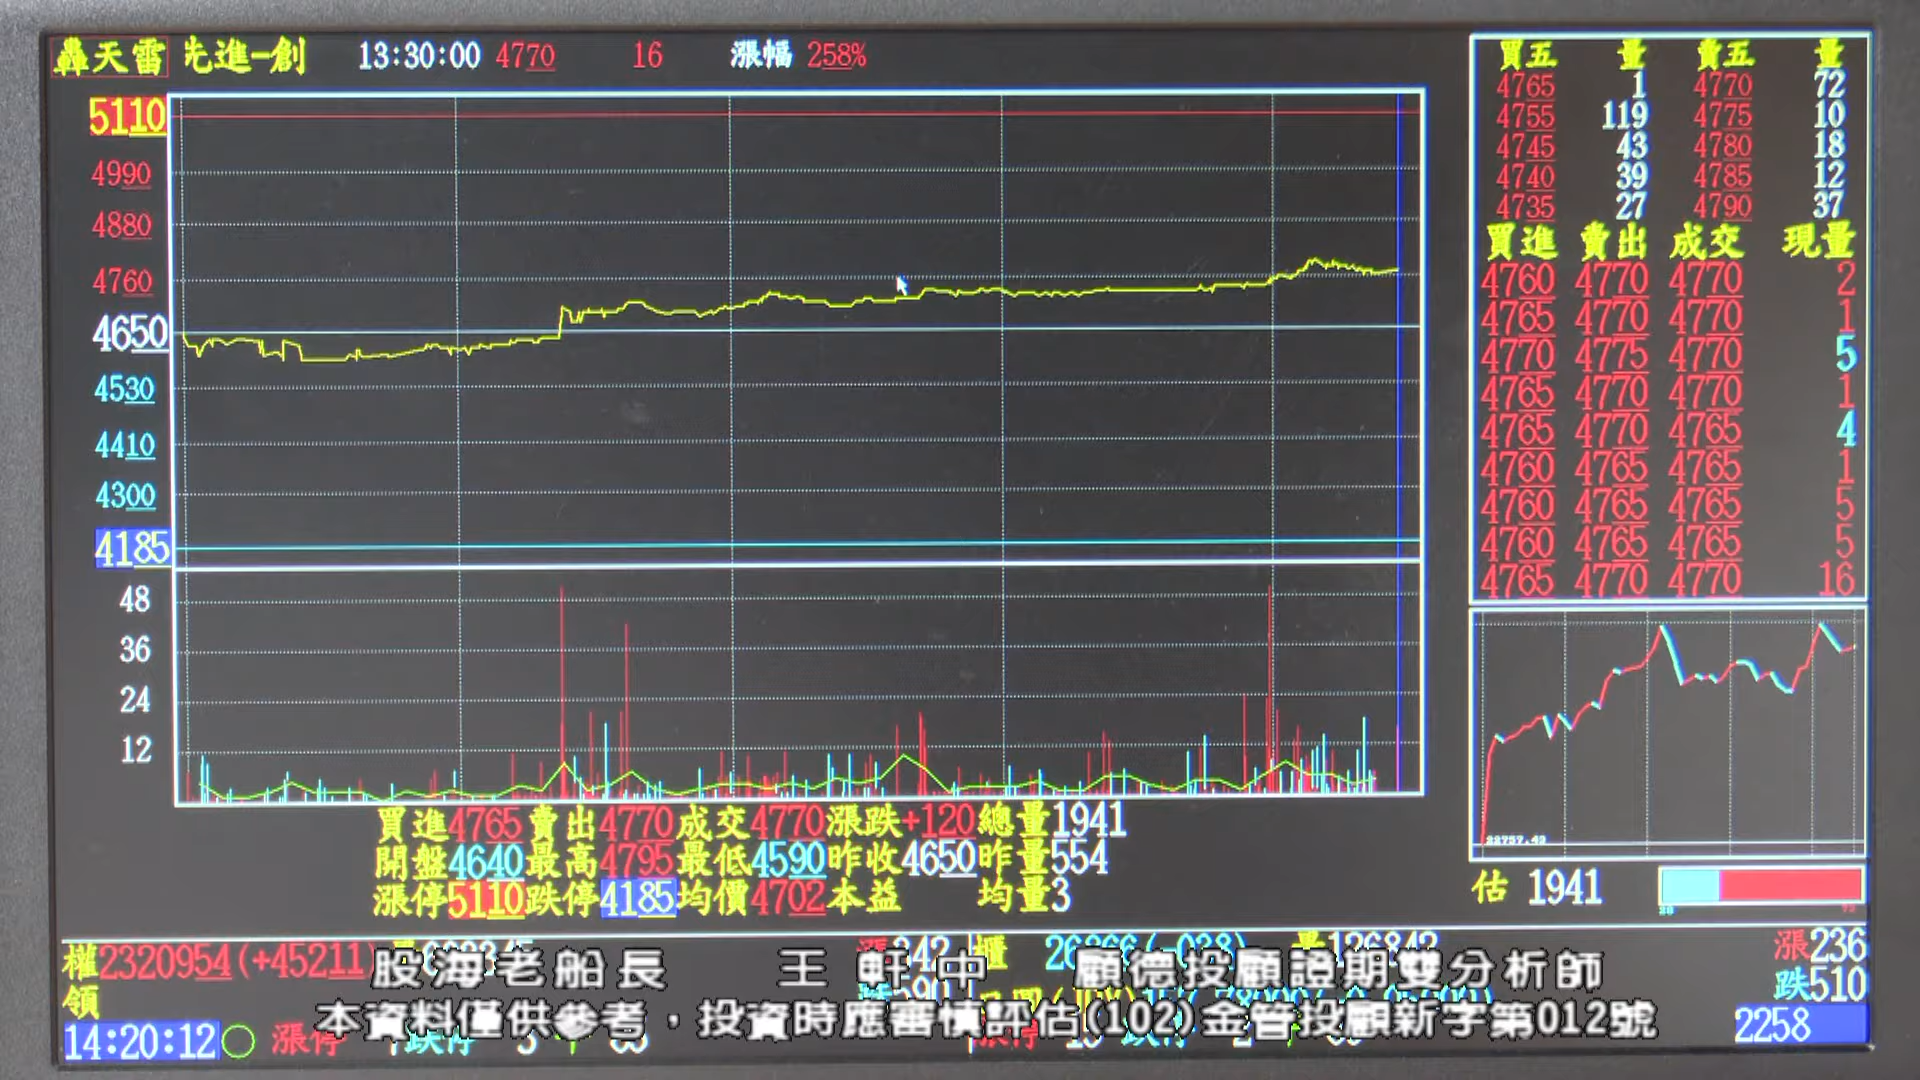 轟天雷 先進-創 13:30:00 4770 16 漲幅 258%
5110
4990
4880
4760
4650
4530
4410
4300
4185
48
36
24
12
買五 量 賣五 量
4765 1 4770 72
4755 119 4775 10
4745 43 4780 18
4740 39 4785 12
4735 27 4790 37
買進 賣出 成交 現量
4760 4770 4770 2
4765 4770 4770 1
4770 4775 4770 5
4765 4770 4770 1
4765 4770 4765 4
4760 4765 4765 1
4760 4765 4765 5
4760 4765 4765 5
4765 4770 4770 16
估 1941
買進4765 賣出4770 成交4770 漲跌+120 總量1941
開盤4640 最高4795 最低4590 昨收4650 昨量554
漲停5110 跌停4185 均價4702 本益 均量3
權2320954(+45211)
漲236
領
跌510
股海老船長 王軒中 顧德投顧證期雙分析師
本資料僅供參考，投資時應審慎評估(102)金管投顧新字第012號
14:20:12 漲停
2258